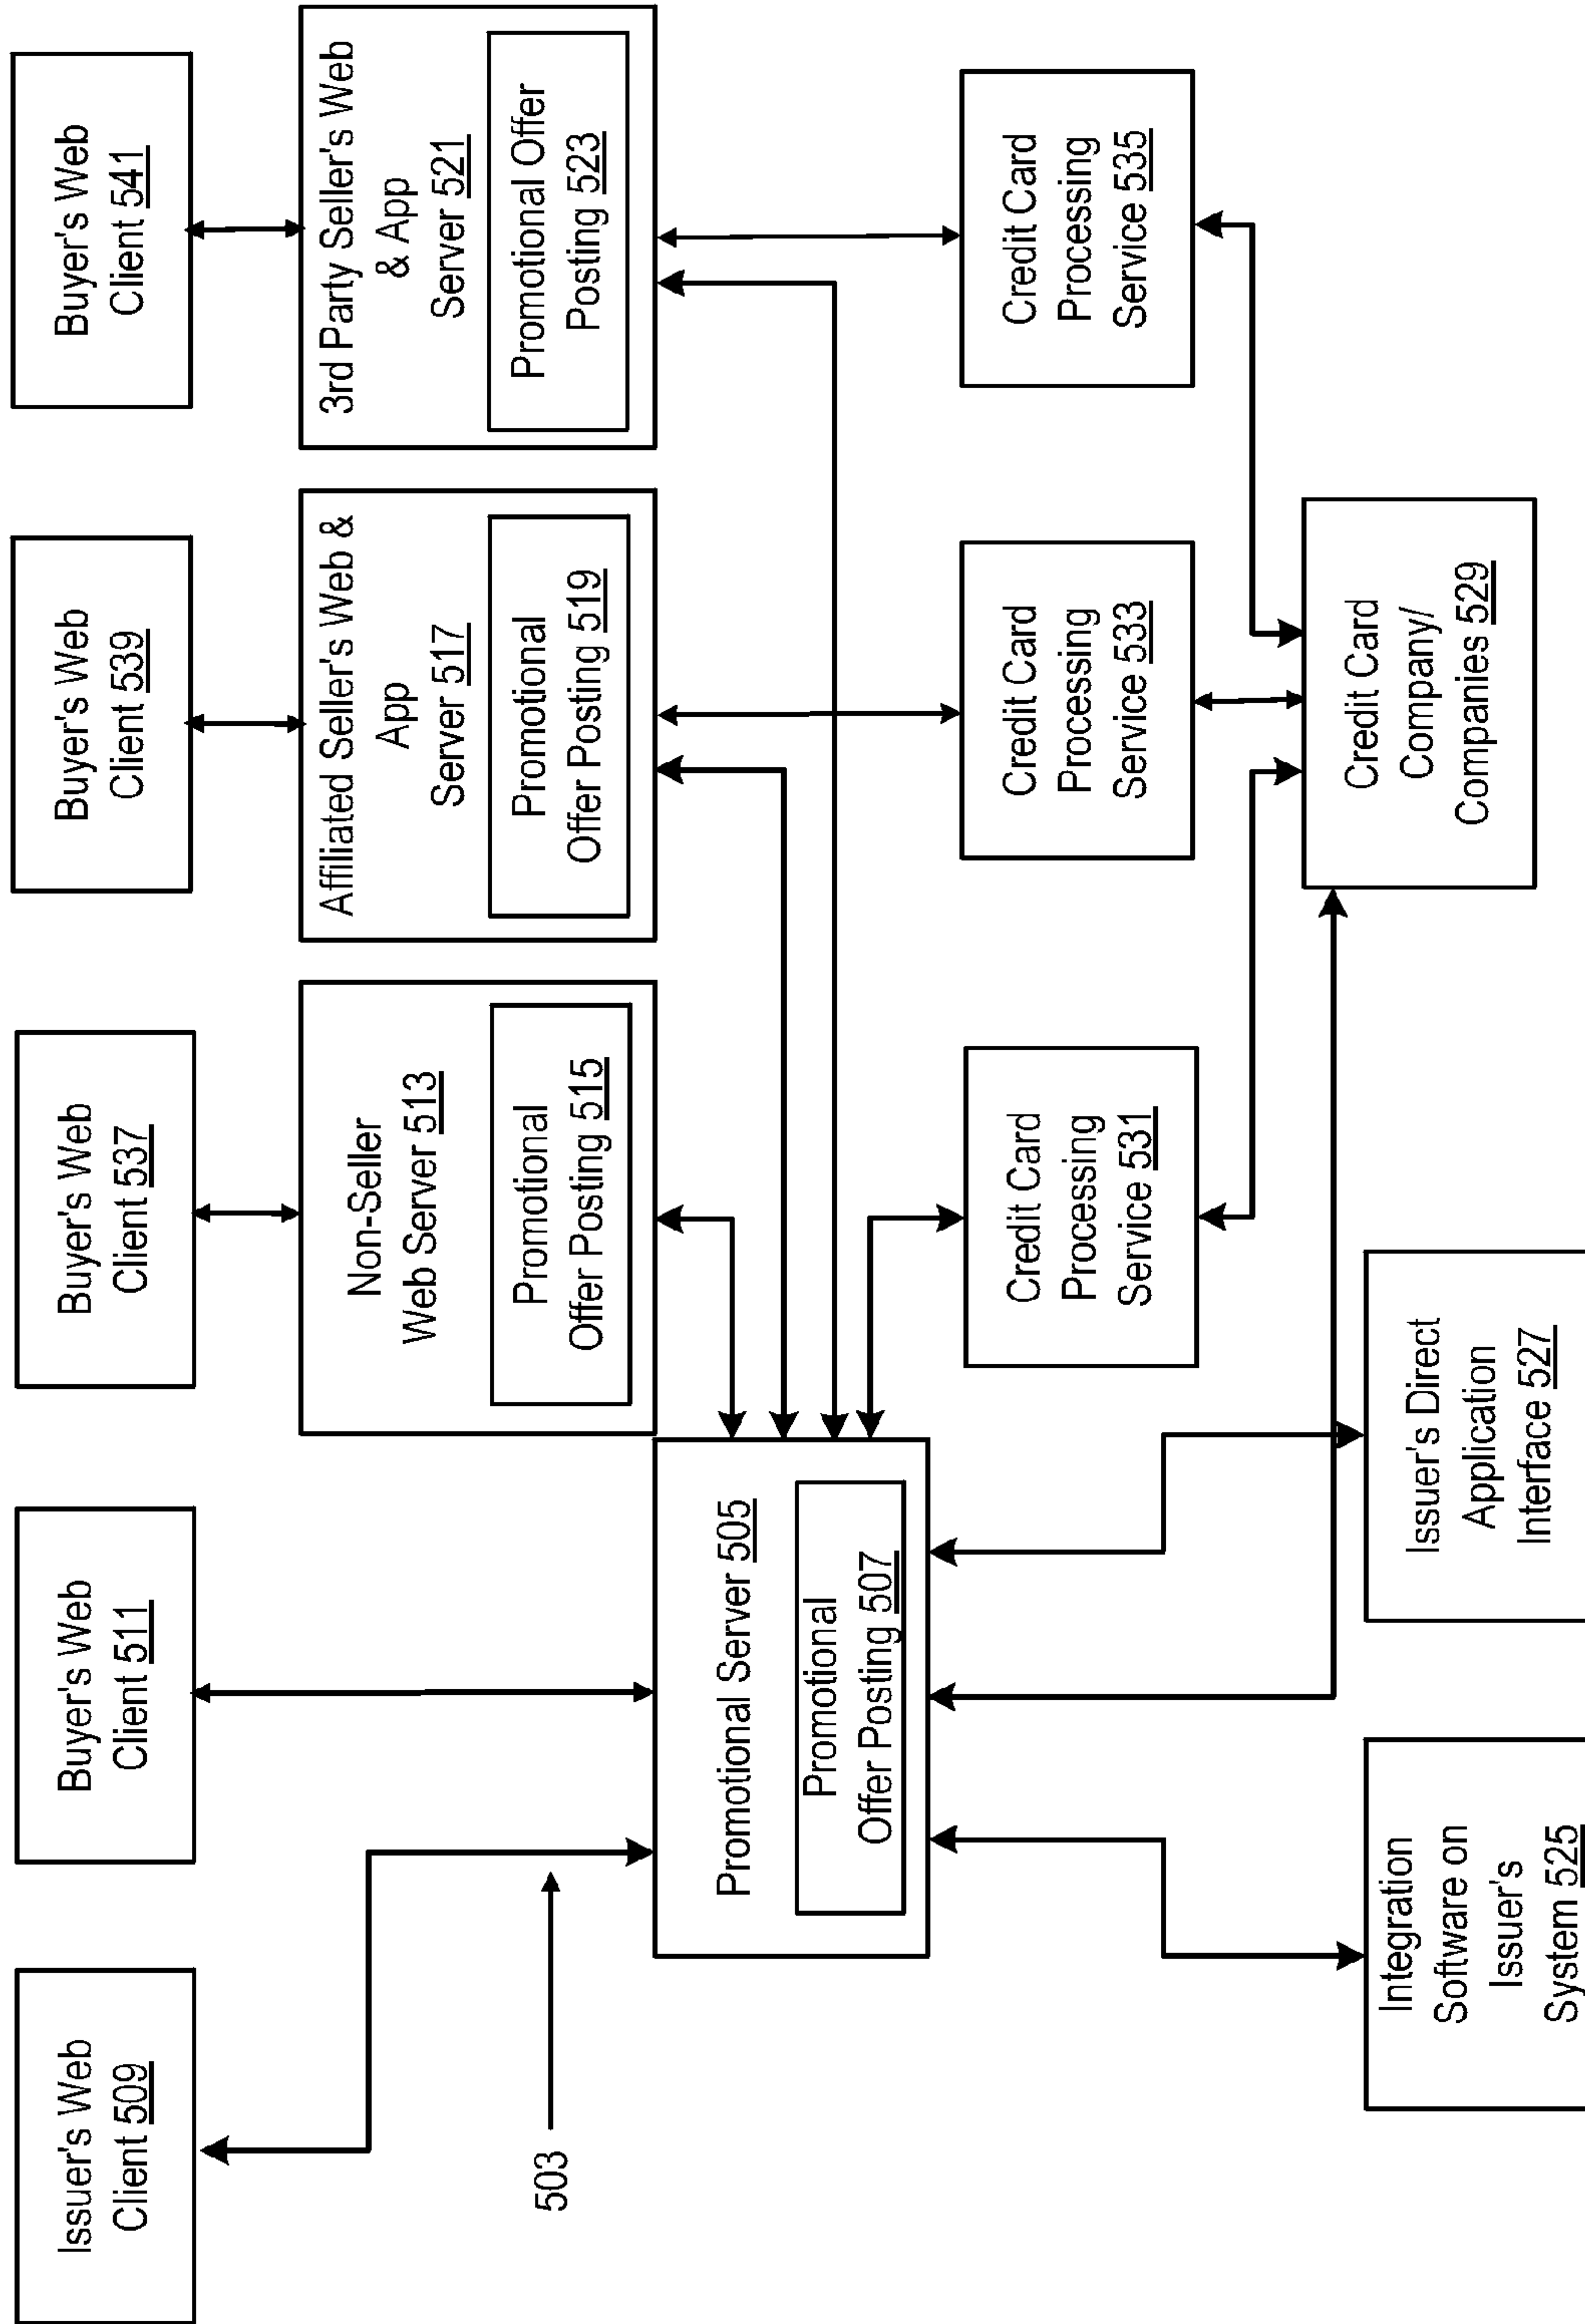 Issuer's Web
Client 509
Buyer's Web
Client 511
Buyer's Web
Client 537
Buyer's Web
Client 539
Buyer's Web
Client 541
503
Non-Seller
Web Server 513
Promotional
Offer Posting 515
Affiliated Seller's Web &
App
Server 517
Promotional
Offer Posting 519
3rd Party Seller's Web
& App
Server 521
Promotional Offer
Posting 523
Promotional Server 505
Promotional
Offer Posting 507
Credit Card
Processing
Service 531
Credit Card
Processing
Service 533
Credit Card
Processing
Service 535
Integration
Software on
Issuer's
System 525
Issuer's Direct
Application
Interface 527
Credit Card
Company/
Companies 529